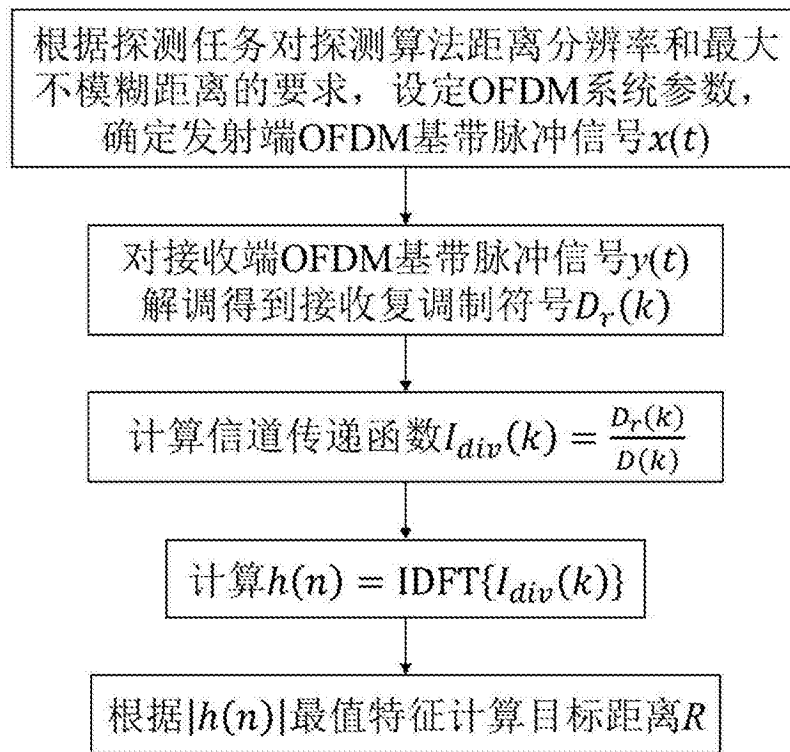 根据探测任务对探测算法距离分辨率和最大
不模糊距离的要求，设定OFDM系统参数，
确定发射端OFDM基带脉冲信号x(t)
对接收端OFDM基带脉冲信号y(t)
解调得到接收复调制符号D_r(k)
计算信道传递函数I_{div}(k) = \frac{D_r(k)}{D(k)}
计算h(n) = IDFT{I_{div}(k)}
根据|h(n)|最值特征计算目标距离R